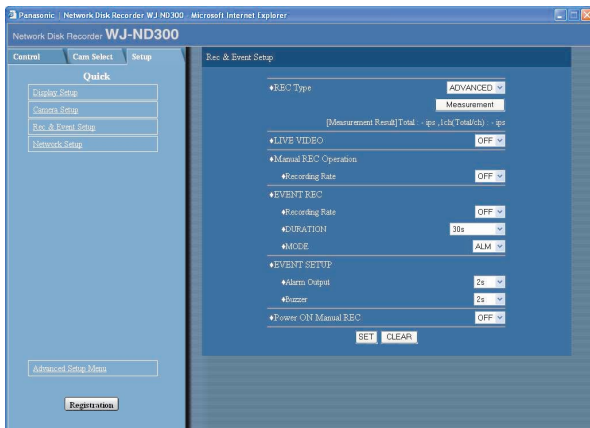 Panasonic | Network Disk Recorder WJ-ND300 - Microsoft Internet Explorer
Network Disk Recorder WJ-ND300
Control Cam Select Setup
Quick
Display Setup
Camera Setup
Rec & Event Setup
Network Setup
Advanced Setup Menu
Registration
Rec & Event Setup
♦REC Type ADVANCED
Measurement
[Measurement Result]Total : - ips ,1ch(Total/ch) : - ips
♦LIVE VIDEO OFF
♦Manual REC Operation
♦Recording Rate OFF
♦EVENT REC
♦Recording Rate OFF
♦DURATION 30s
♦MODE ALM
♦EVENT SETUP
♦Alarm Output 2s
♦Buzzer 2s
♦Power ON Manual REC OFF
SET CLEAR